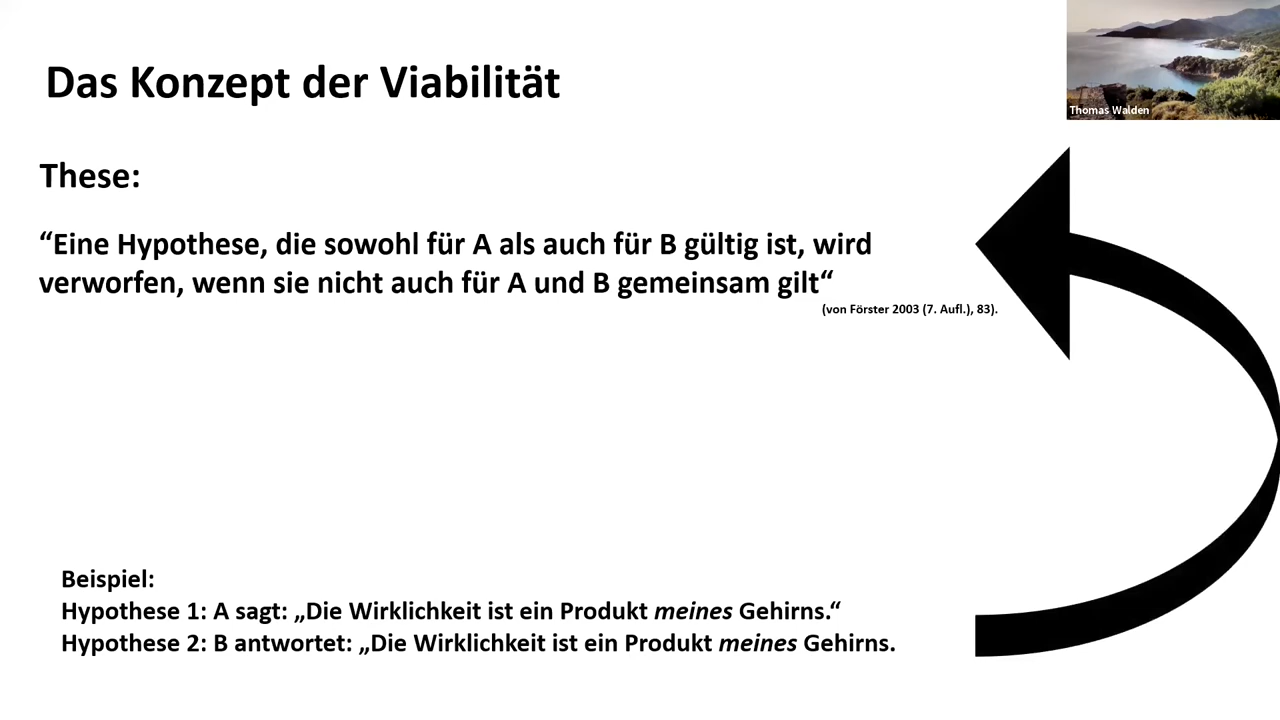 Das Konzept der Viabilität
Thomas Walden
These:
“Eine Hypothese, die sowohl für A als auch für B gültig ist, wird
verworfen, wenn sie nicht auch für A und B gemeinsam gilt“
(von Förster 2003 (7. Aufl.), 83).
Beispiel:
Hypothese 1: A sagt: „Die Wirklichkeit ist ein Produkt meines Gehirns.“
Hypothese 2: B antwortet: „Die Wirklichkeit ist ein Produkt meines Gehirns.